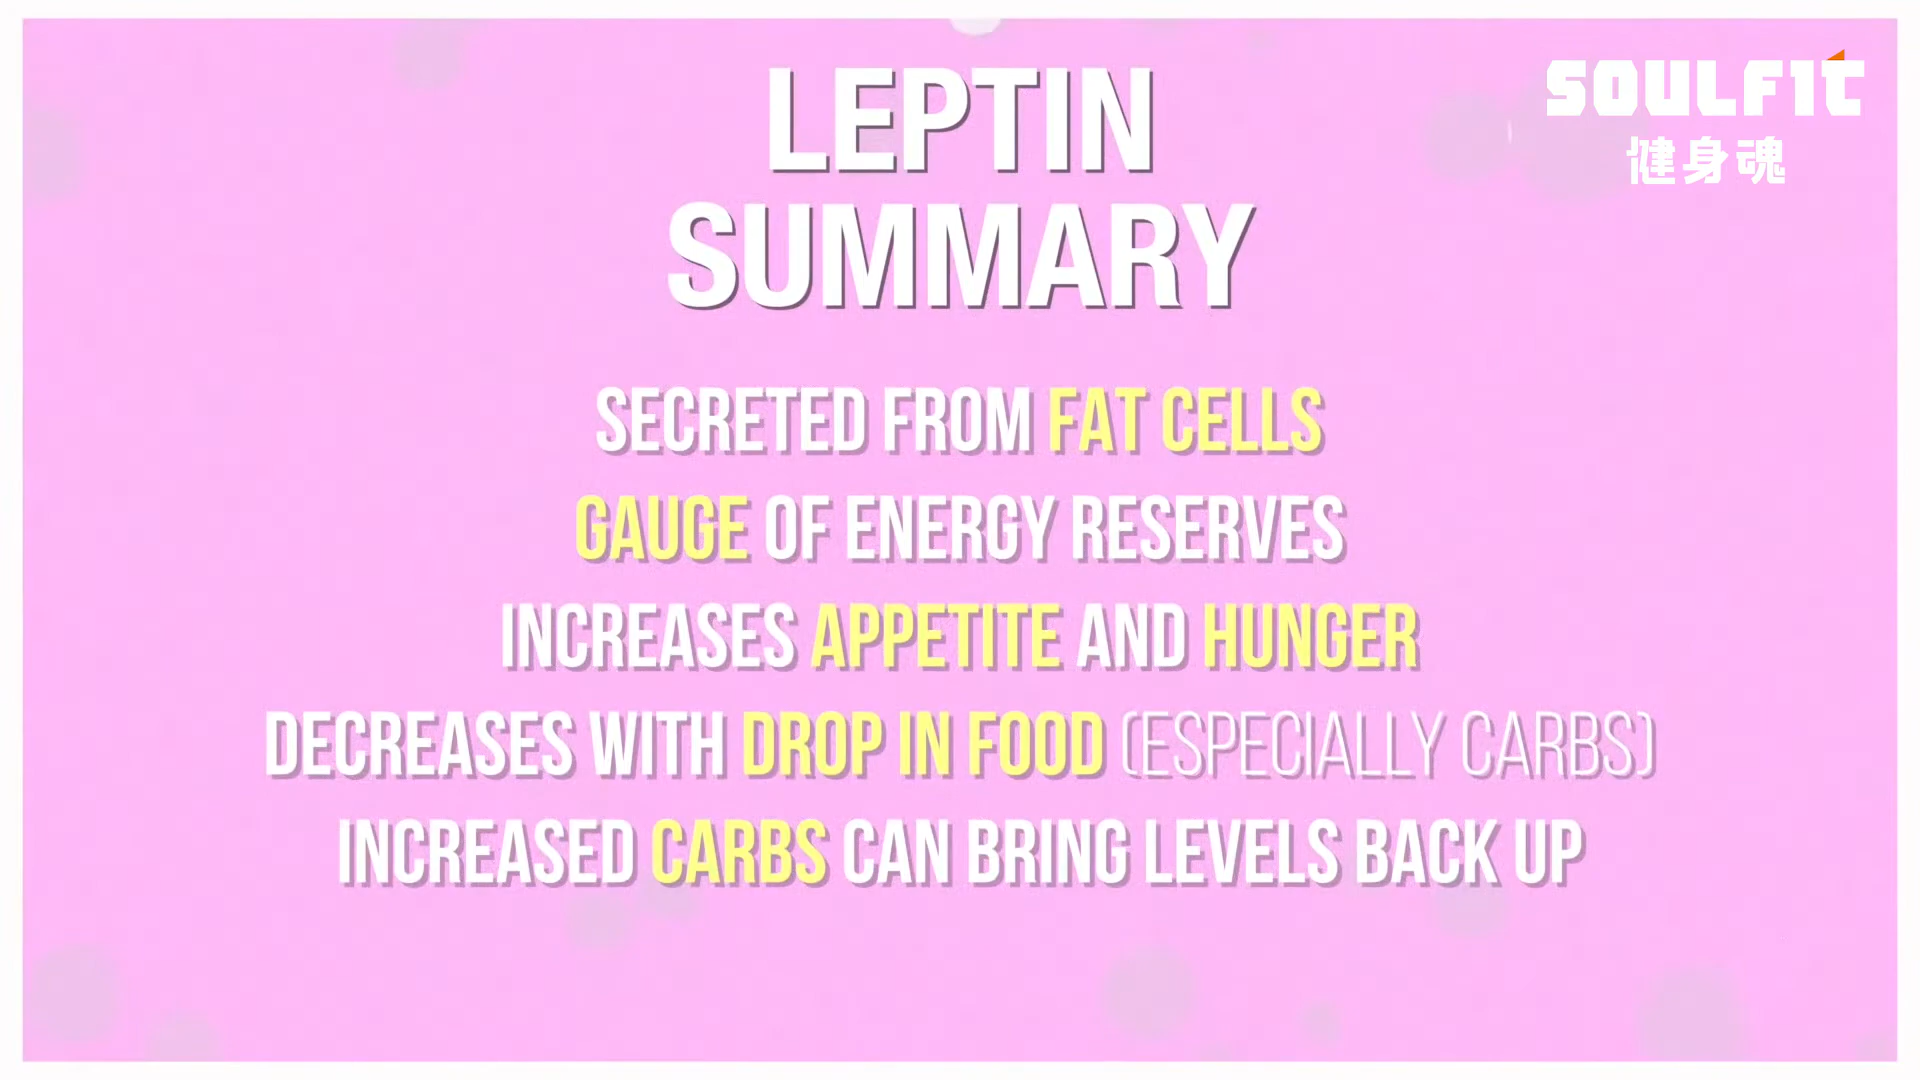 LEPTIN
SUMMARY
SOULFIT
健身魂
SECRETED FROM FAT CELLS
GAUGE OF ENERGY RESERVES
INCREASES APPETITE AND HUNGER
DECREASES WITH DROP IN FOOD (ESPECIALLY CARBS)
INCREASED CARBS CAN BRING LEVELS BACK UP